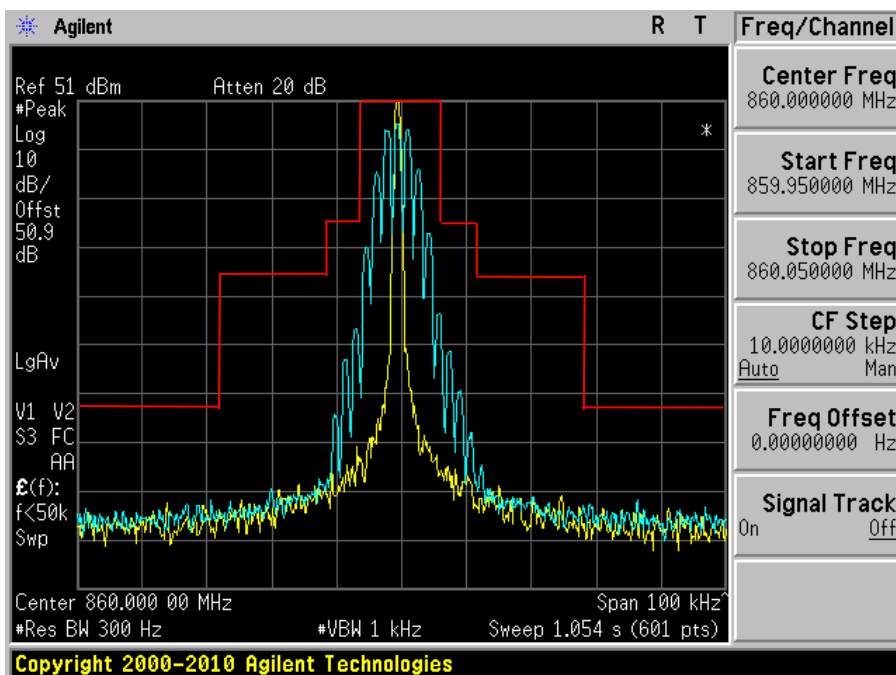 Agilent R T Freq/Channel
Ref 51 dBm Atten 20 dB
#Peak
Log
10
dB/
Offst
50.9
dB
LgAv
V1 V2
S3 FC
AA
£(f):
f<50k
Swp
*
Center 860.000 00 MHz Span 100 kHz^
#Res BW 300 Hz #VBW 1 kHz Sweep 1.054 s (601 pts)
Center Freq
860.000000 MHz
Start Freq
859.950000 MHz
Stop Freq
860.050000 MHz
CF Step
10.0000000 kHz
Auto Man
Freq Offset
0.00000000 Hz
Signal Track
On Off
Copyright 2000-2010 Agilent Technologies